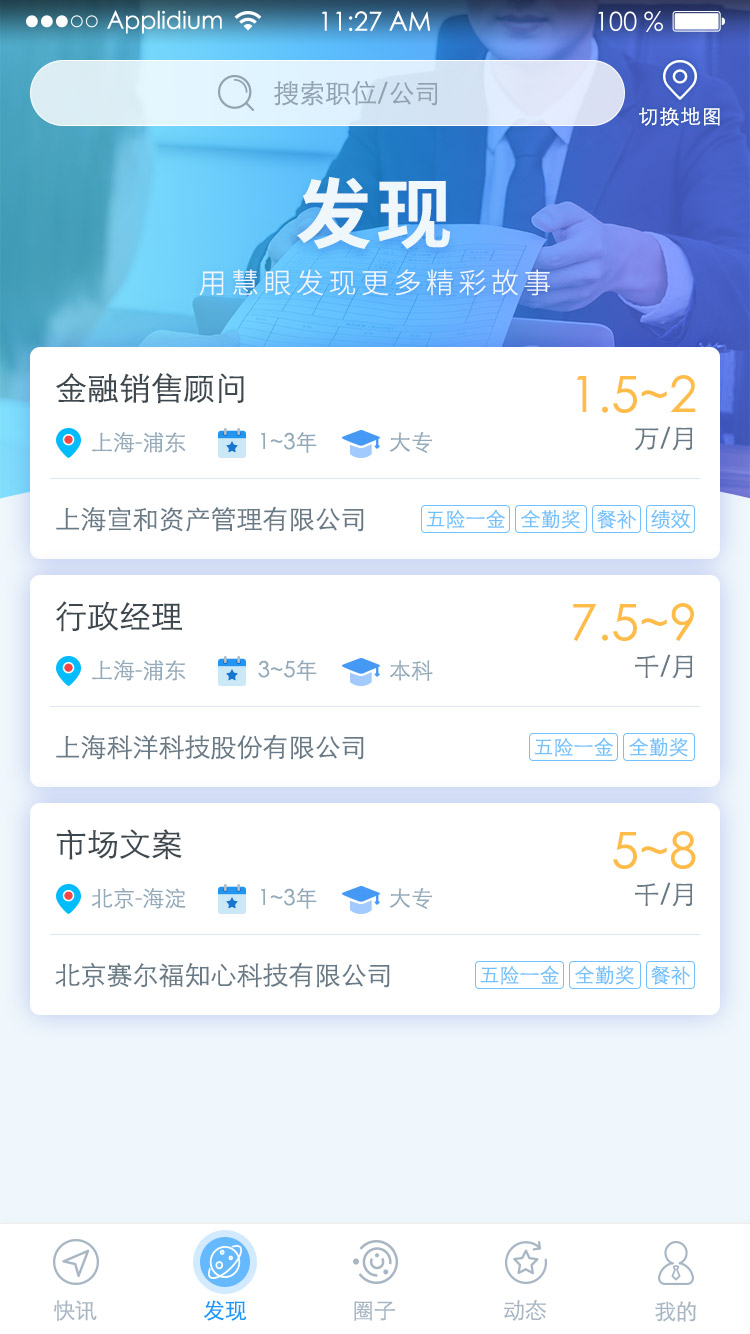 Applidium 11:27 AM 100 %
搜索职位/公司
切换地图
发现
用慧眼发现更多精彩故事
金融销售顾问 1.5~2
上海-浦东 1~3年 大专 万/月
上海宣和资产管理有限公司 五险一金 全勤奖 餐补 绩效
行政经理 7.5~9
上海-浦东 3~5年 本科 千/月
上海科沣科技股份有限公司 五险一金 全勤奖
市场文案 5~8
北京-海淀 1~3年 大专 千/月
北京赛尔福知心科技有限公司 五险一金 全勤奖 餐补
快讯 发现 圈子 动态 我的